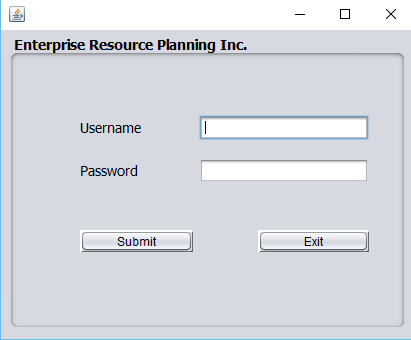 Enterprise Resource Planning Inc.
Username
Password
Submit
Exit